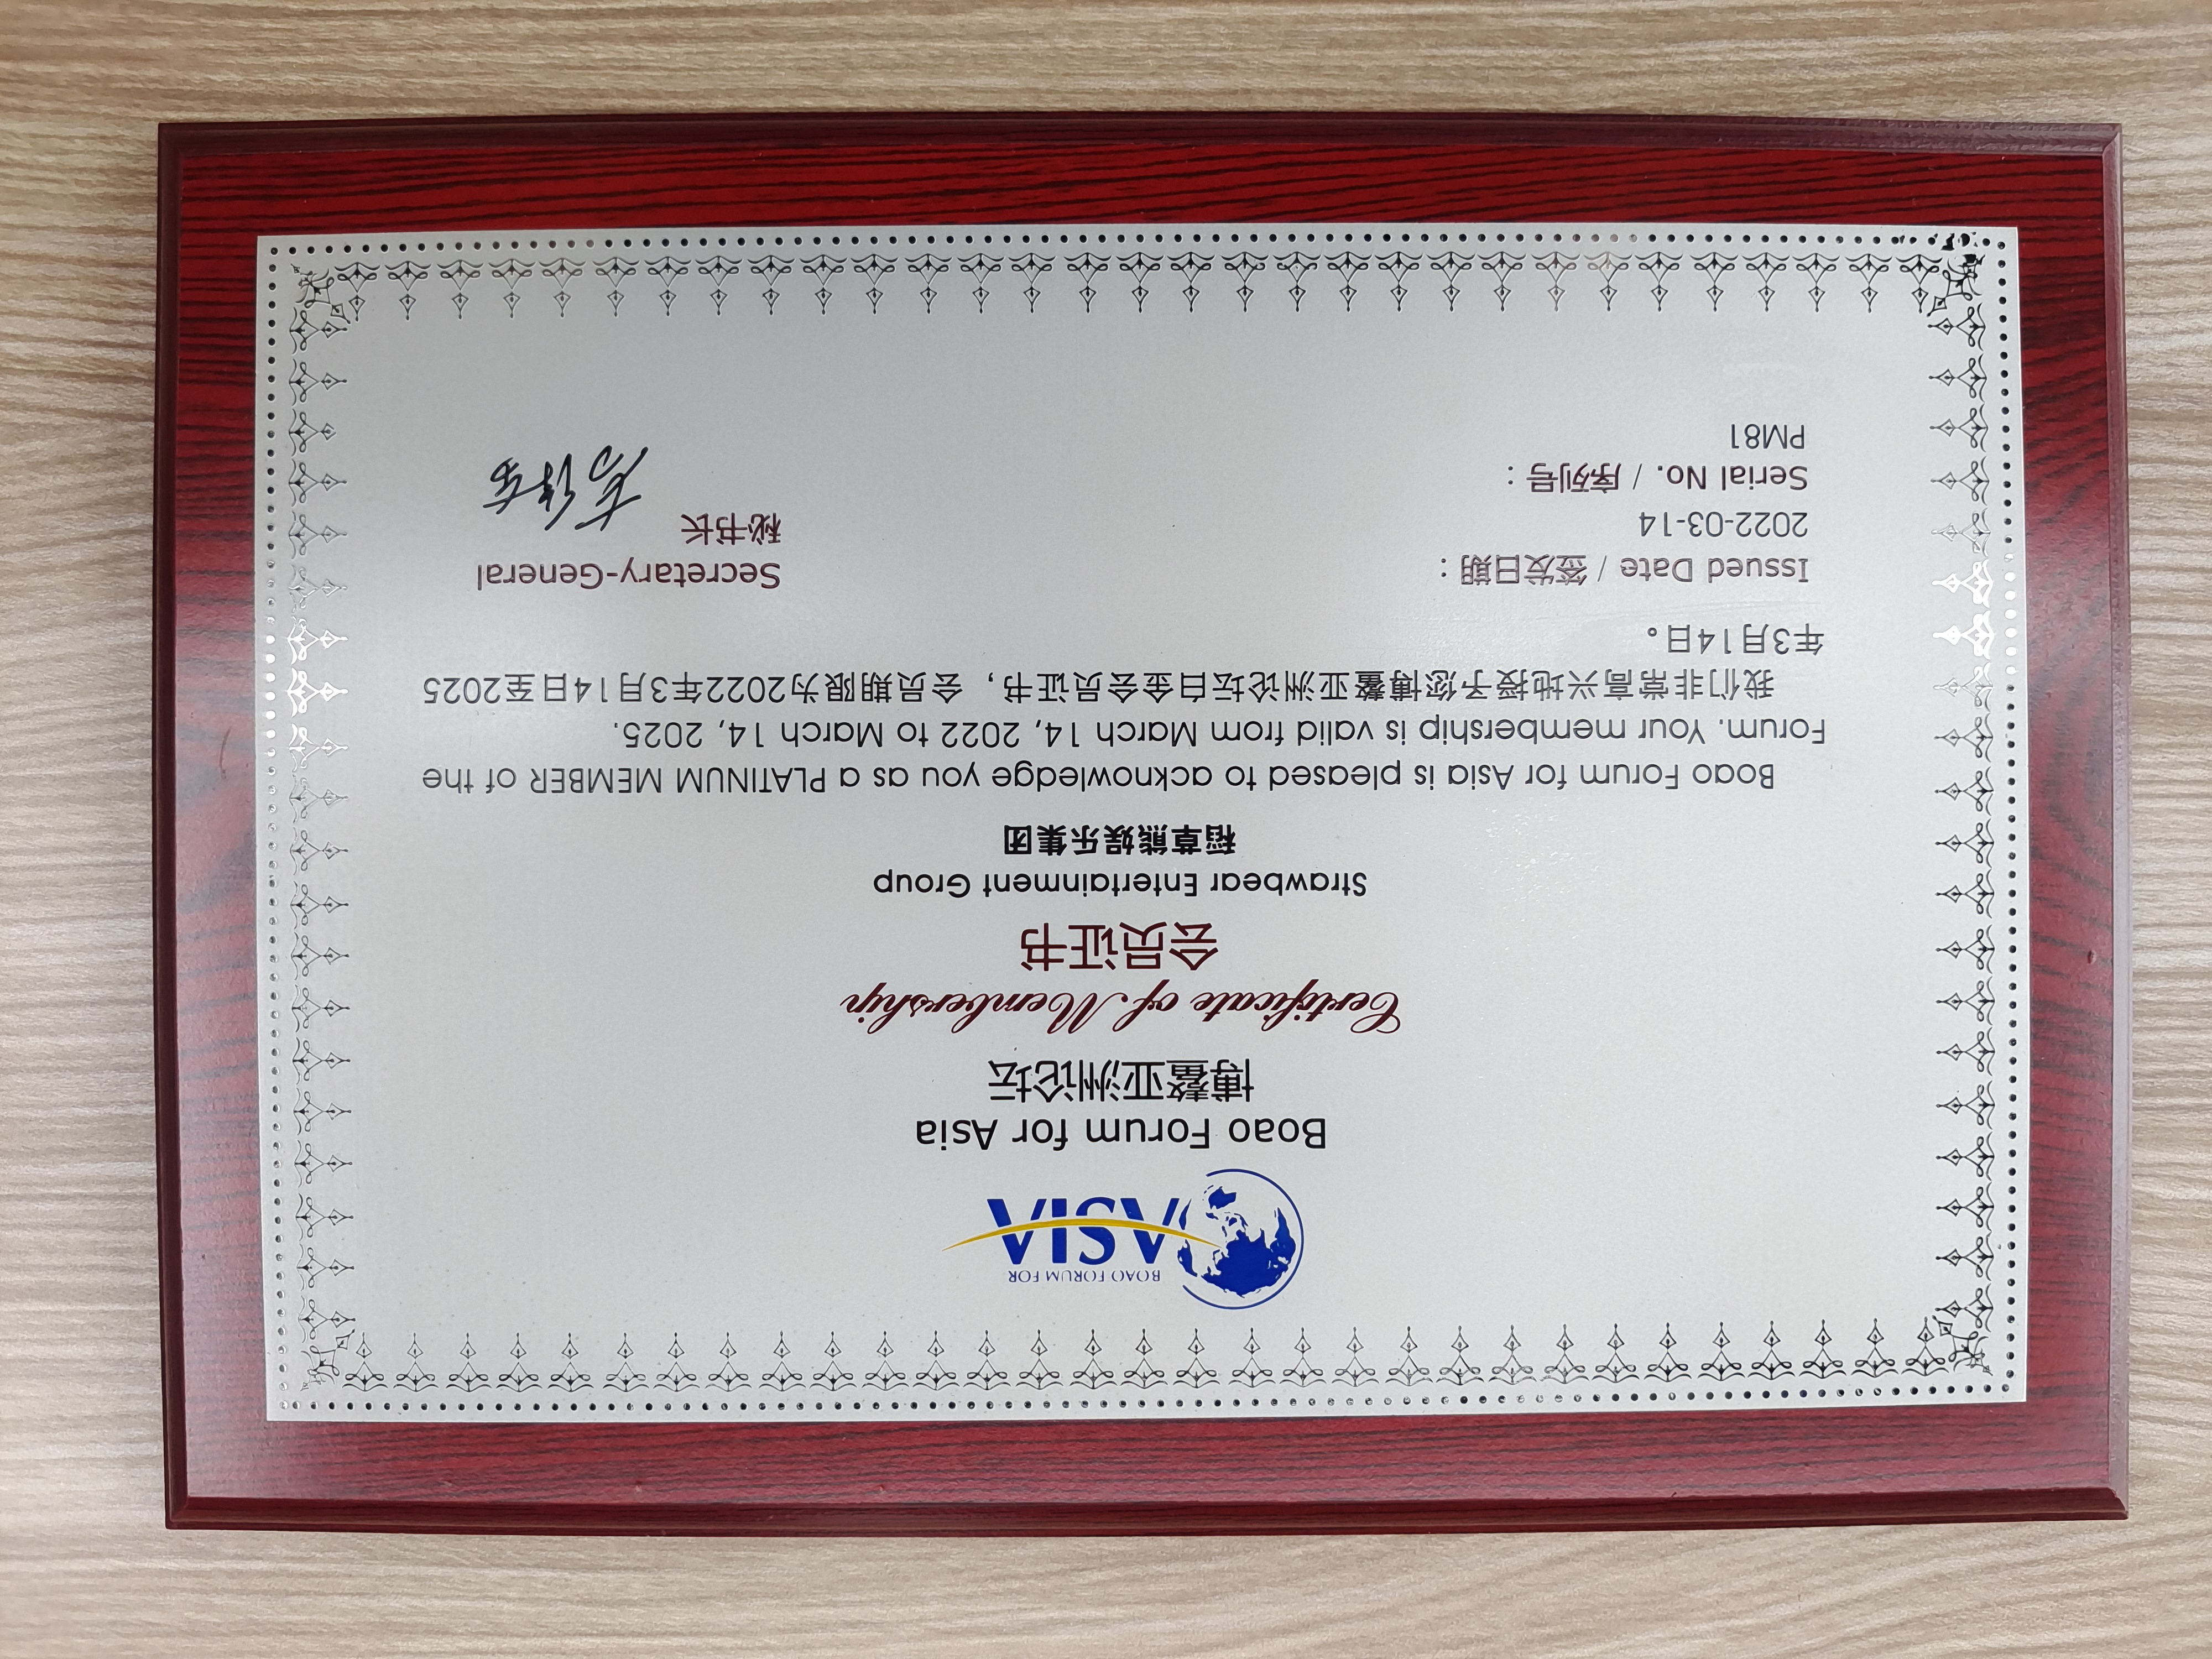 BOAO FORUM FOR
ASIA
Boao Forum for Asia
博鳌亚洲论坛
Certificate of Membership
会员证书
Strawbear Entertainment Group
稻草熊娱乐集团
Boao Forum for Asia is pleased to acknowledge you as a PLATINUM MEMBER of the
Forum. Your membership is valid from March 14, 2022 to March 14, 2025.
我们非常高兴地授予您博鳌亚洲论坛白金会员证书，会员期限为2022年3月14日至2025
年3月14日。
Issued Date / 签发日期：
2022-03-14
Serial No. / 序列号：
PM81
Secretary-General
秘书长